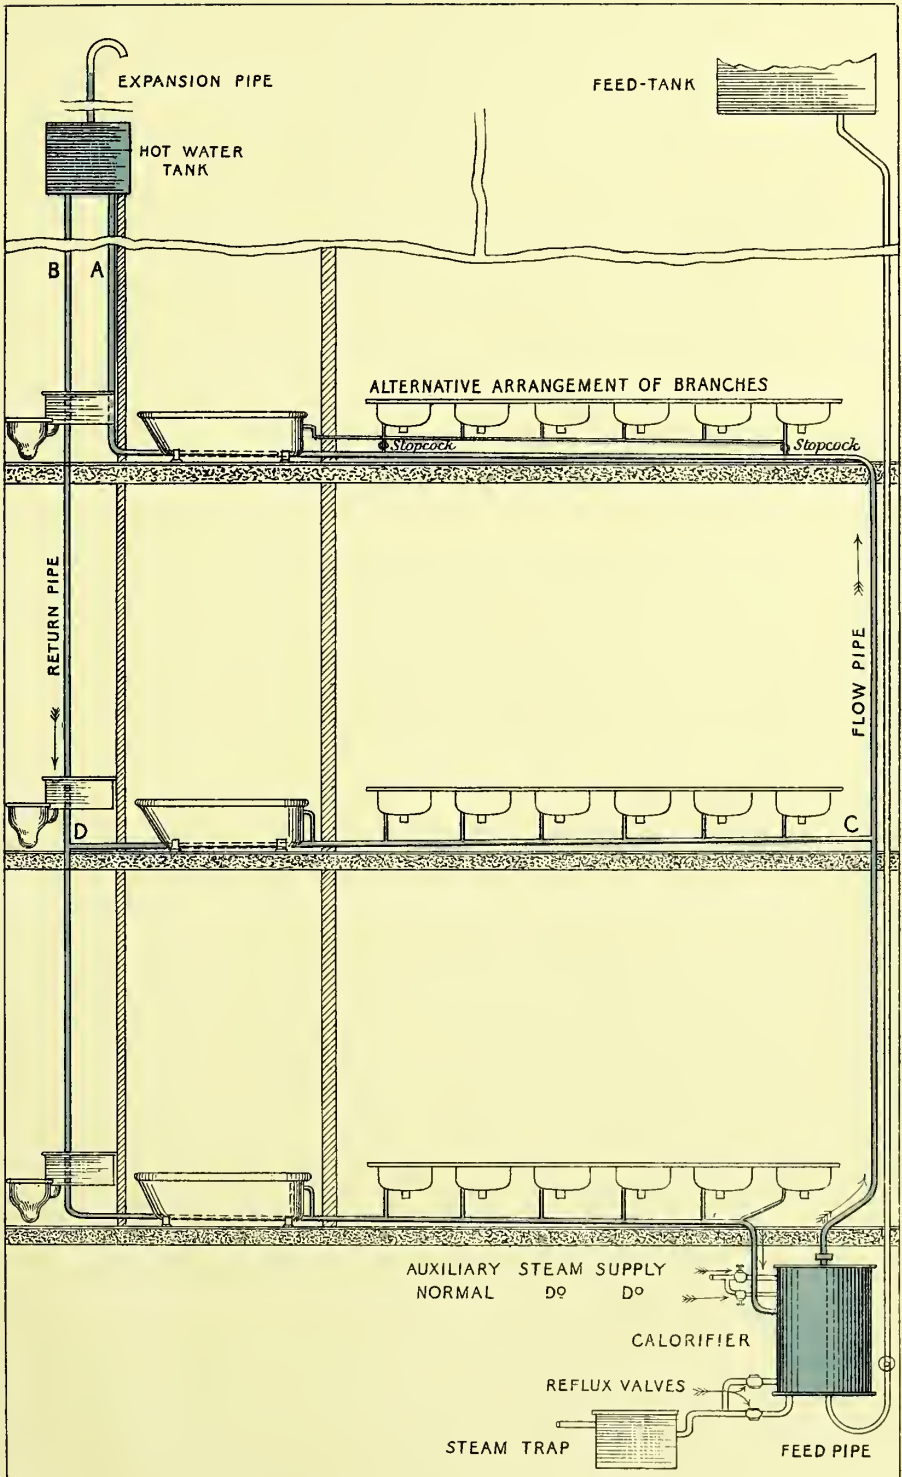 EXPANSION PIPE
FEED-TANK
HOT WATER
TANK
B
A
ALTERNATIVE ARRANGEMENT OF BRANCHES
Stopcock
Stopcock
RETURN PIPE
FLOW PIPE
D
C
AUXILIARY STEAM SUPPLY
NORMAL Dº Dº
CALORIFIER
REFLUX VALVES
STEAM TRAP
FEED PIPE